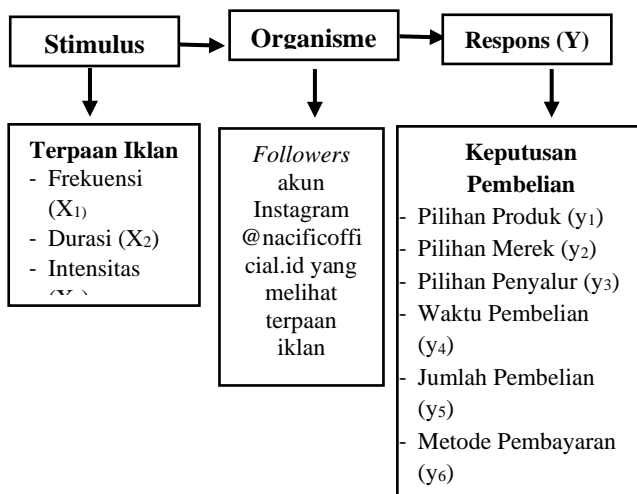 Stimulus
Organisme
Respons (Y)
Terpaan Iklan
- Frekuensi
(X1)
- Durasi (X2)
- Intensitas
Followers
akun
Instagram
@nacificoffi
cial.id yang
melihat
terpaan
iklan
Keputusan
Pembelian
- Pilihan Produk (y1)
- Pilihan Merek (y2)
- Pilihan Penyalur (y3)
- Waktu Pembelian
(y4)
- Jumlah Pembelian
(y5)
- Metode Pembayaran
(y6)